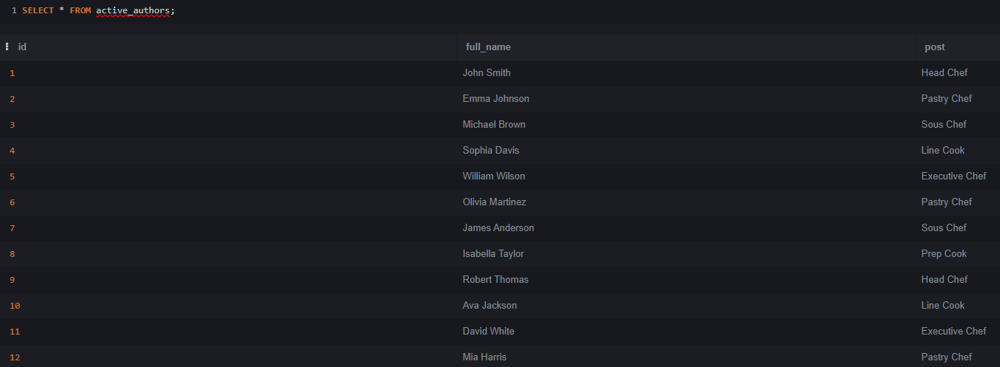 1 SELECT * FROM active_authors;
id full_name post
1 John Smith Head Chef
2 Emma Johnson Pastry Chef
3 Michael Brown Sous Chef
4 Sophia Davis Line Cook
5 William Wilson Executive Chef
6 Olivia Martinez Pastry Chef
7 James Anderson Sous Chef
8 Isabella Taylor Prep Cook
9 Robert Thomas Head Chef
10 Ava Jackson Line Cook
11 David White Executive Chef
12 Mia Harris Pastry Chef